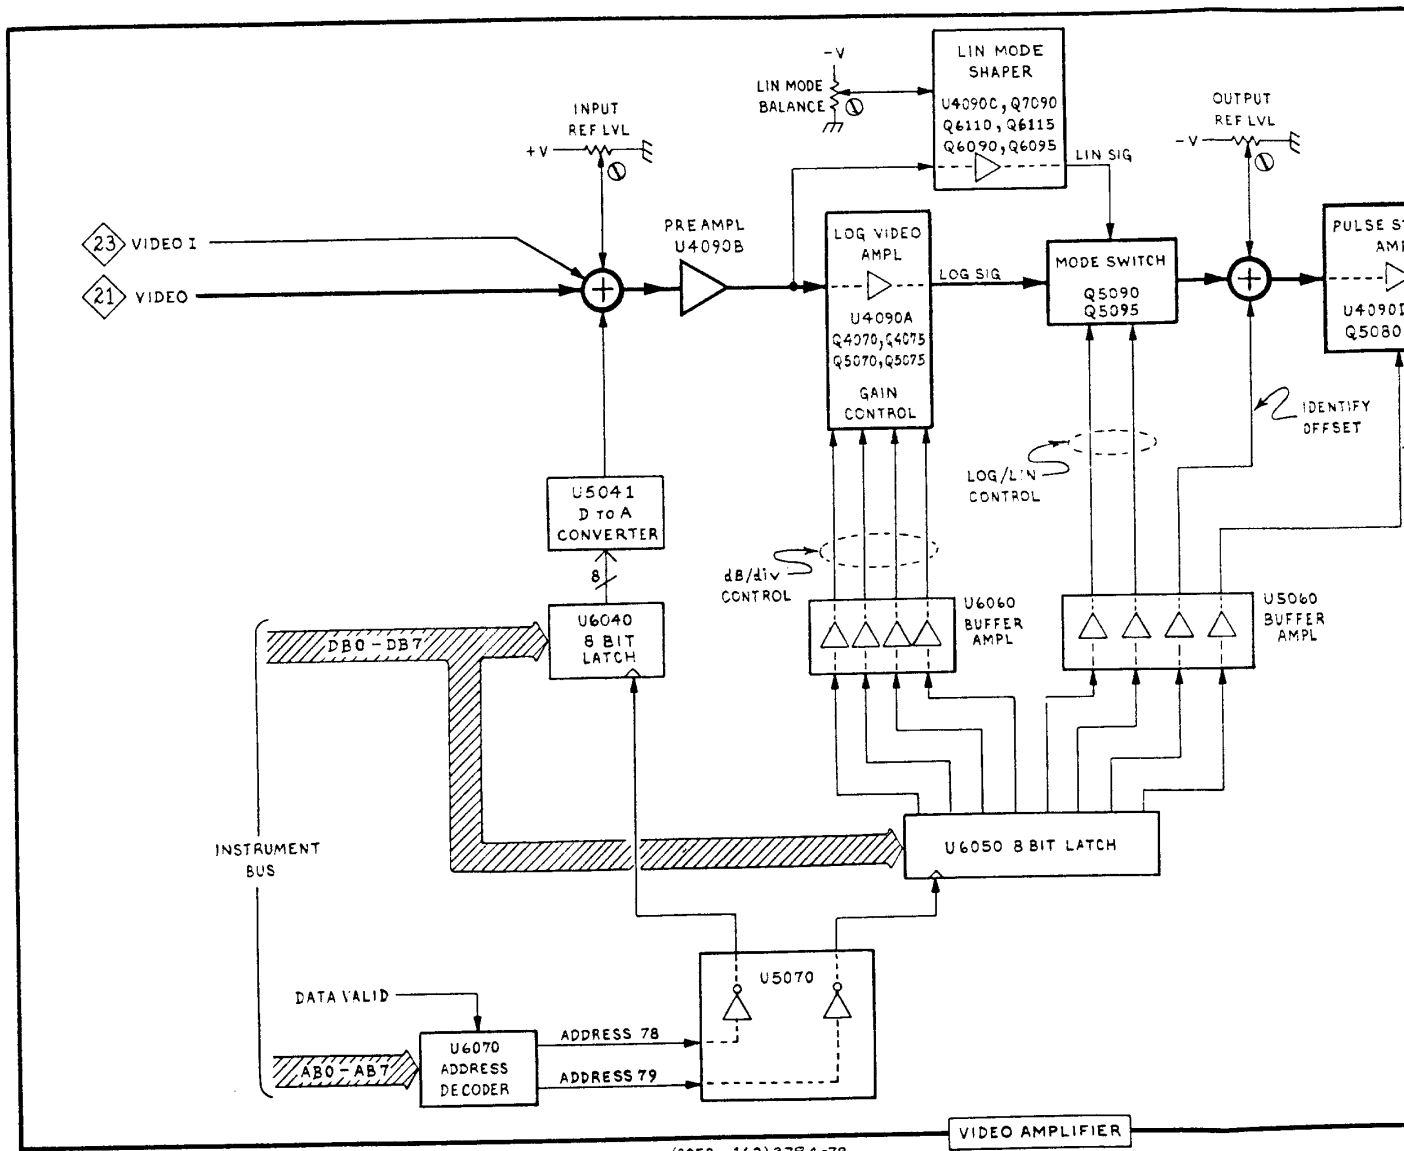 -V
LIN MODE
BALANCE
LIN MODE
SHAPER
U4090C, Q7090
Q6110, Q6115
Q6090, Q6095
LIN SIG
INPUT
REF LVL
+V
OUTPUT
REF LVL
-V
23 VIDEO I
21 VIDEO
PREAMPL
U4090B
LOG VIDEO
AMPL
U4090A
Q4070, Q4075
Q5070, Q5075
GAIN
CONTROL
LOG SIG
MODE SWITCH
Q5090
Q5095
PULSE ST
AMP
U4090D
Q5080
IDENTIFY
OFFSET
LOG/LIN
CONTROL
U5041
D TO A
CONVERTER
8
dB/div
CONTROL
U6060
BUFFER
AMPL
U5060
BUFFER
AMPL
DB0-DB7
U6040
8 BIT
LATCH
INSTRUMENT
BUS
U6050 8 BIT LATCH
DATA VALID
U5070
AB0-AB7
U6070
ADDRESS
DECODER
ADDRESS 78
ADDRESS 79
VIDEO AMPLIFIER